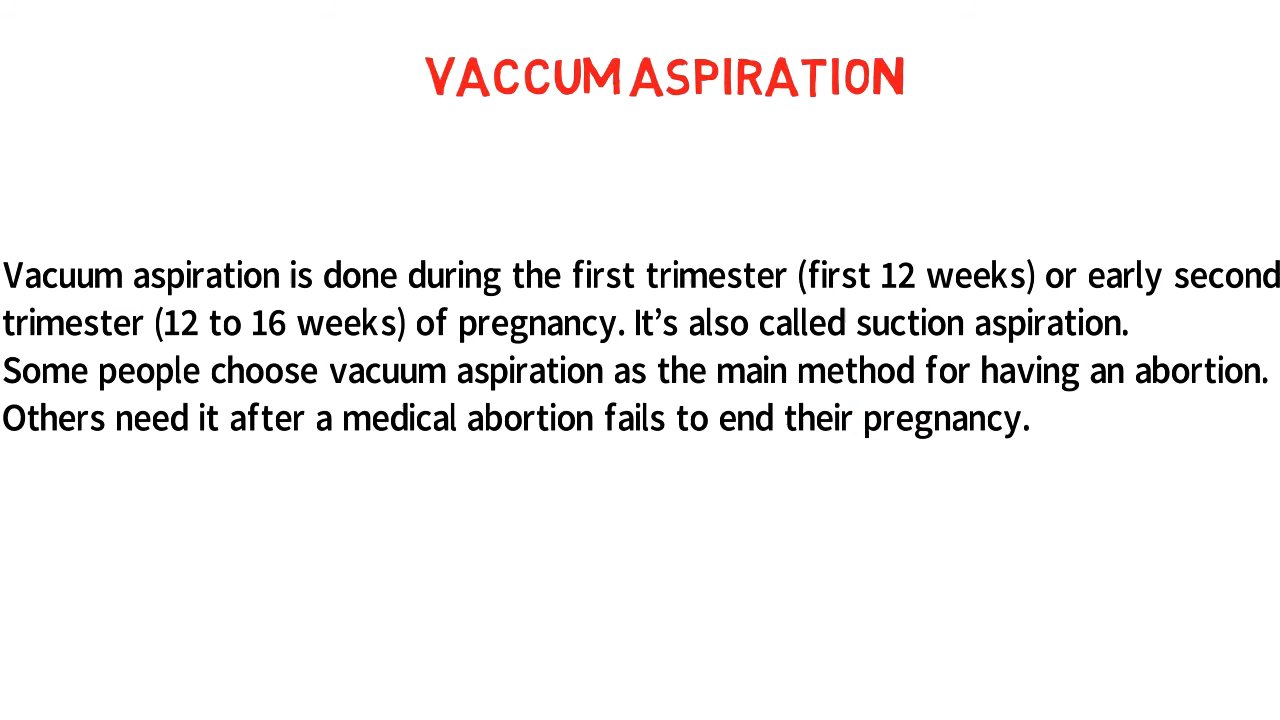 VACCUM ASPIRATION
Vacuum aspiration is done during the first trimester (first 12 weeks) or early second
trimester (12 to 16 weeks) of pregnancy. It’s also called suction aspiration.
Some people choose vacuum aspiration as the main method for having an abortion.
Others need it after a medical abortion fails to end their pregnancy.